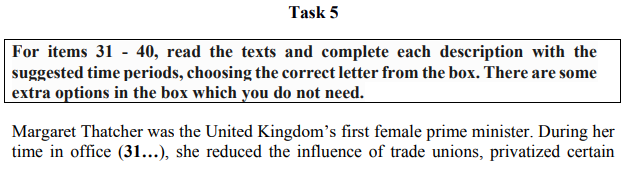 Task 5
For items 31 - 40, read the texts and complete each description with the
suggested time periods, choosing the correct letter from the box. There are some
extra options in the box which you do not need.
Margaret Thatcher was the United Kingdom’s first female prime minister. During her
time in office (31…), she reduced the influence of trade unions, privatized certain